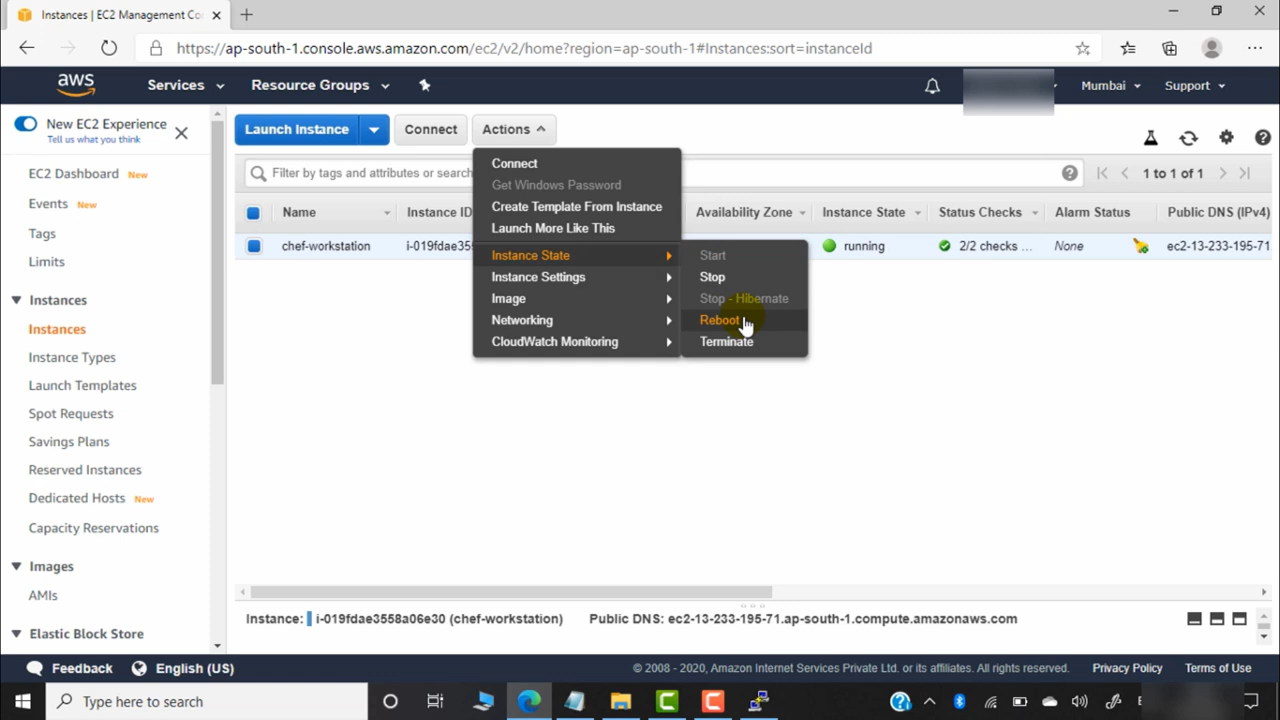 Instances | EC2 Management Co
https://ap-south-1.console.aws.amazon.com/ec2/v2/home?region=ap-south-1#Instances:sort=instanceId
aws
Services
Resource Groups
Mumbai
Support
New EC2 Experience
Tell us what you think
EC2 Dashboard New
Events New
Tags
Limits
Instances
Instances
Instance Types
Launch Templates
Spot Requests
Savings Plans
Reserved Instances
Dedicated Hosts New
Capacity Reservations
Images
AMIs
Elastic Block Store
Launch Instance
Connect
Actions
Filter by tags and attributes or search
1 to 1 of 1
Name
Instance ID
Availability Zone
Instance State
Status Checks
Alarm Status
Public DNS (IPv4)
chef-workstation
i-019fdae35
running
2/2 checks ...
None
ec2-13-233-195-71
Connect
Get Windows Password
Create Template From Instance
Launch More Like This
Instance State
Instance Settings
Image
Networking
CloudWatch Monitoring
Start
Stop
Stop - Hibernate
Reboot
Terminate
Instance: i-019fdae3558a06e30 (chef-workstation) Public DNS: ec2-13-233-195-71.ap-south-1.compute.amazonaws.com
Feedback
English (US)
© 2008 - 2020, Amazon Internet Services Private Ltd. or its affiliates. All rights reserved.
Privacy Policy
Terms of Use
Type here to search